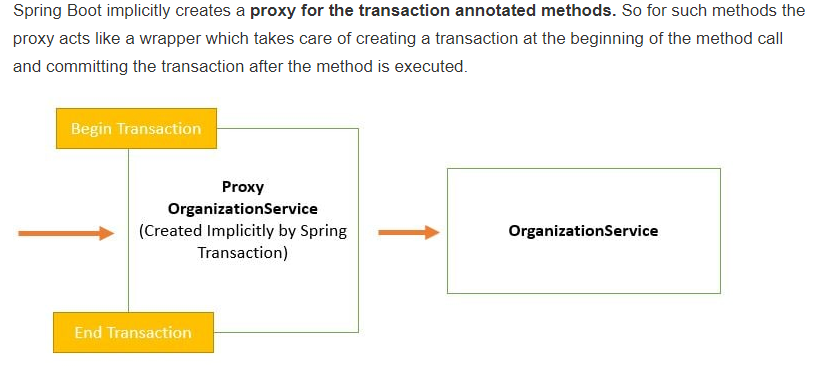 Spring Boot implicitly creates a proxy for the transaction annotated methods. So for such methods the
proxy acts like a wrapper which takes care of creating a transaction at the beginning of the method call
and committing the transaction after the method is executed.
Begin Transaction
Proxy
OrganizationService
(Created Implicitly by Spring
Transaction)
OrganizationService
End Transaction